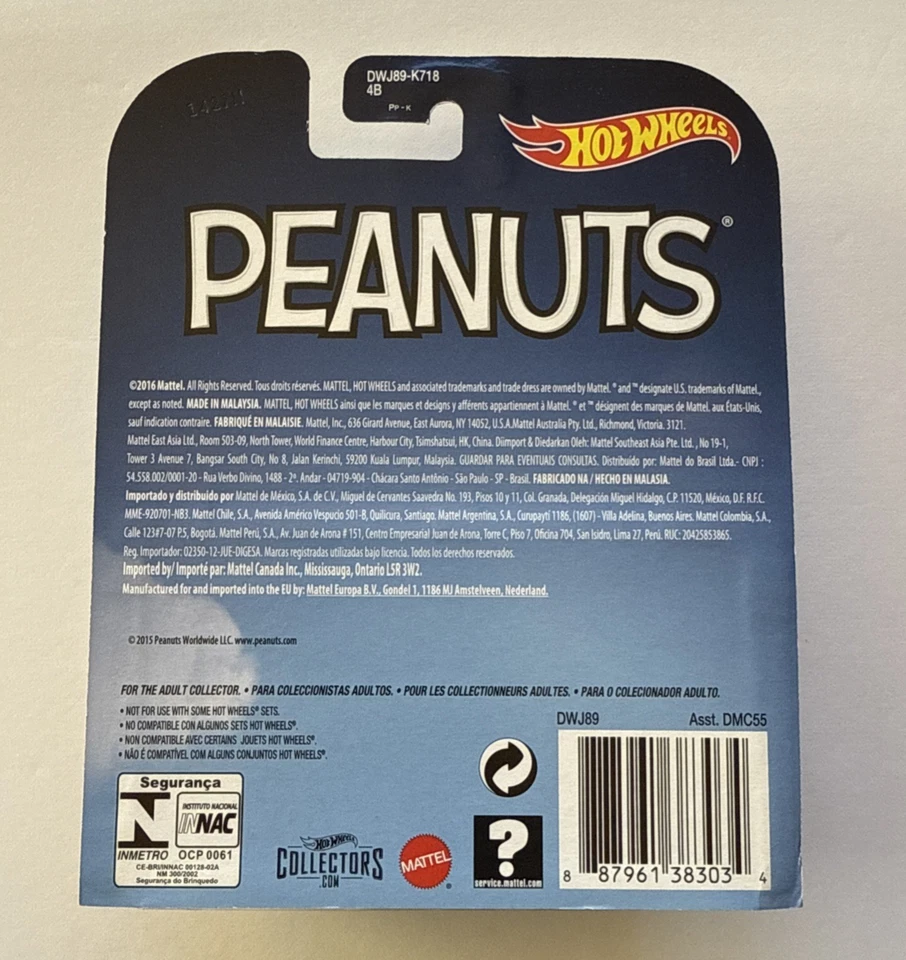 DWJ89-K718
4B
PP-K
HOT WHEELS
PEANUTS®
©2016 Mattel. All Rights Reserved. Tous droits réservés. MATTEL, HOT WHEELS and associated trademarks and trade dress are owned by Mattel. ® and ™ designate U.S. trademarks of Mattel,
except as noted. MADE IN MALAYSIA. MATTEL, HOT WHEELS ainsi que les marques et designs y afférents appartiennent à Mattel. ® et ™ désignent des marques de Mattel. aux États-Unis,
sauf indication contraire. FABRIQUÉ EN MALAISIE. Mattel, Inc., 636 Girard Avenue, East Aurora, NY 14052, U.S.A.Mattel Australia Pty. Ltd., Richmond, Victoria. 3121.
Mattel East Asia Ltd., Room 503-09, North Tower, World Finance Centre, Harbour City, Tsimshatsui, HK, China. Diimport & Diedarkan Oleh: Mattel Southeast Asia Pte. Ltd., No 19-1,
Tower 3 Avenue 7, Bangsar South City, No 8, Jalan Kerinchi, 59200 Kuala Lumpur, Malaysia. GUARDAR PARA EVENTUAIS CONSULTAS. Distribuido por: Mattel do Brasil Ltda.- CNPJ :
54.558.002/0001-20 - Rua Verbo Divino, 1488 - 2º. Andar - 04719-904 - Chácara Santo Antônio - São Paulo - SP - Brasil. FABRICADO NA / HECHO EN MALASIA.
Importado y distribuido por Mattel de México, S.A. de C.V., Miguel de Cervantes Saavedra No. 193, Pisos 10 y 11, Col. Granada, Delegación Miguel Hidalgo, C.P. 11520, México, D.F. R.F.C.
MME-920701-NB3. Mattel Chile, S.A., Avenida Américo Vespucio 501-B, Quilicura, Santiago. Mattel Argentina, S.A., Curupaytí 1186, (1607) - Villa Adelina, Buenos Aires. Mattel Colombia, S.A.,
Calle 123#7-07 P.5, Bogotá. Mattel Perú, S.A., Av. Juan de Arona # 151, Centro Empresarial Juan de Arona, Torre C, Piso 7, Oficina 704, San Isidro, Lima 27, Perú. RUC: 20425853865.
Reg. Importador: 02350-12-JUE-DIGESA. Marcas registradas utilizadas bajo licencia. Todos los derechos reservados.
Imported by/ Importé par: Mattel Canada Inc., Mississauga, Ontario L5R 3W2.
Manufactured for and imported into the EU by: Mattel Europa B.V., Gondel 1, 1186 MJ Amstelveen, Nederland.
© 2015 Peanuts Worldwide LLC. www.peanuts.com
FOR THE ADULT COLLECTOR. • PARA COLECCIONISTAS ADULTOS. • POUR LES COLLECTIONNEURS ADULTES. • PARA O COLECIONADOR ADULTO.
• NOT FOR USE WITH SOME HOT WHEELS® SETS.
• NO COMPATIBLE CON ALGUNOS SETS HOT WHEELS®.
• NON COMPATIBLE AVEC CERTAINS JOUETS HOT WHEELS®.
• NÃO É COMPATÍVEL COM ALGUNS CONJUNTOS HOT WHEELS®.
DWJ89 Asst. DMC55
Segurança
INSTITUTO NACIONAL
INNAC
INMETRO OCP 0061
CE-BRI/INNAC 00128-02A
NM 300/2002
Segurança do Brinquedo
HOT WHEELS
COLLECTORS
.COM
MATTEL®
?
service.mattel.com
8 87961 38303 4